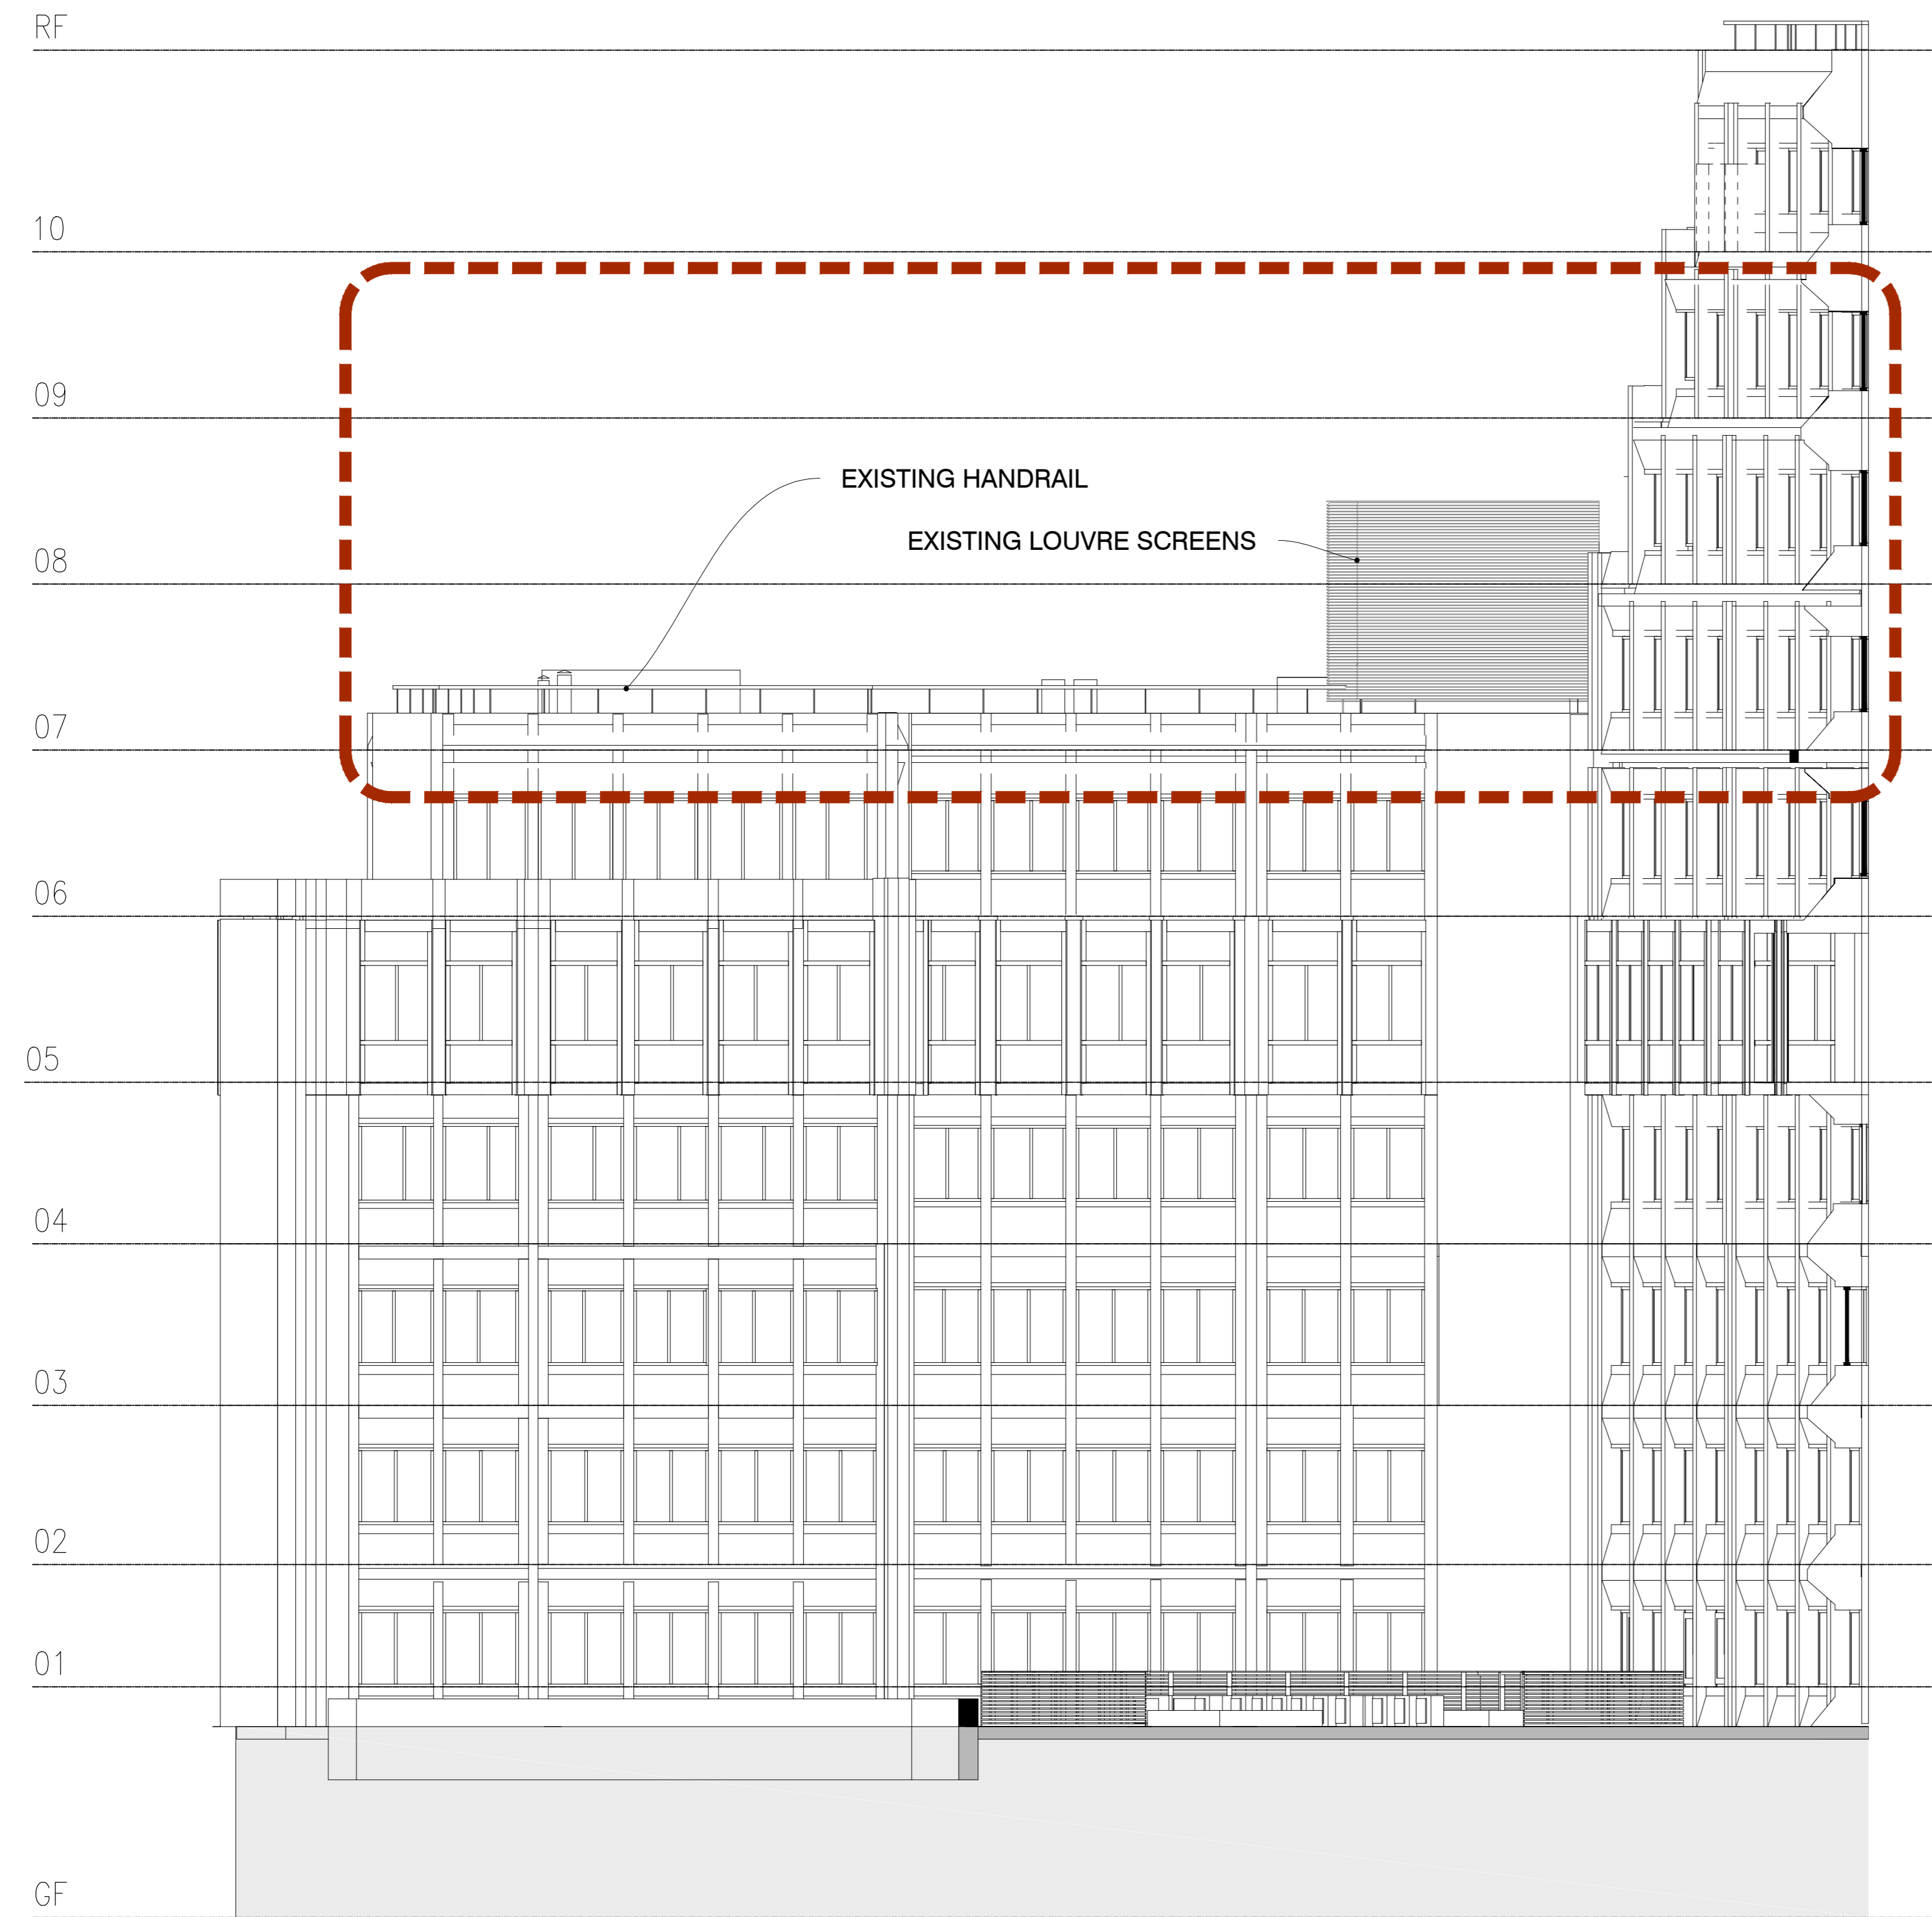 RF
10
09
EXISTING HANDRAIL
EXISTING LOUVRE SCREENS
08
07
06
05
04
03
02
01
GF